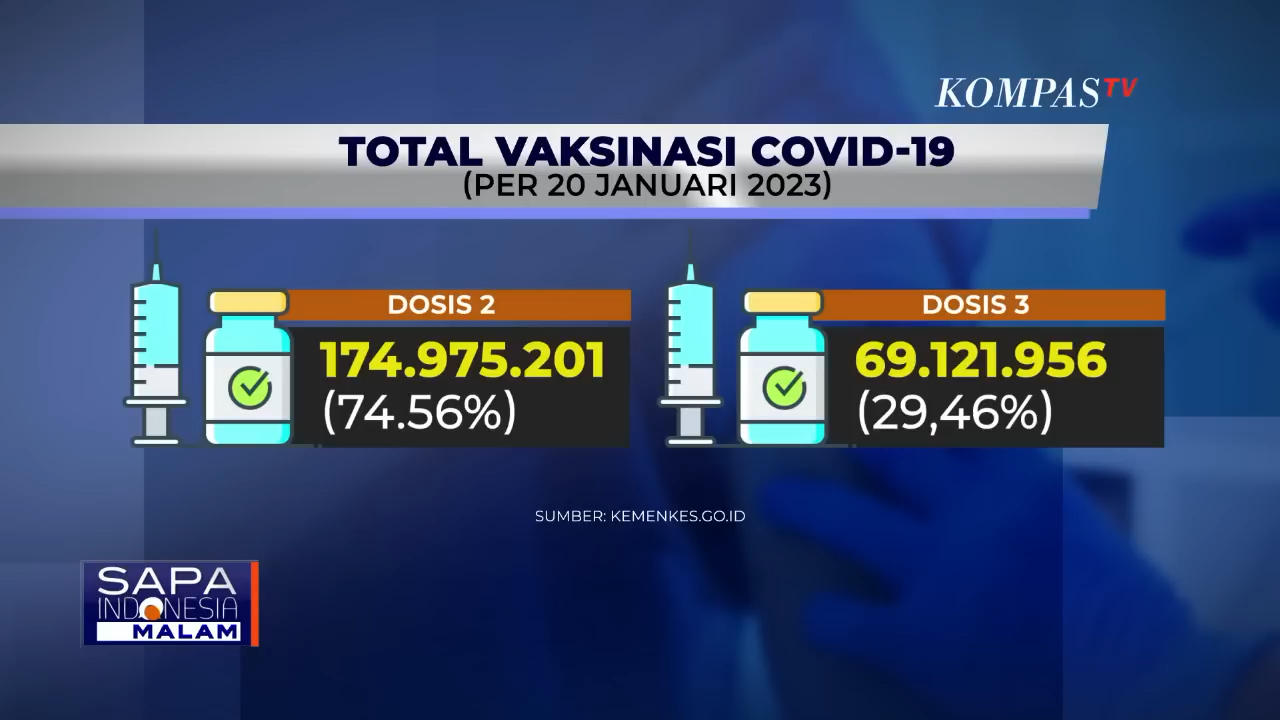 KOMPASTV
TOTAL VAKSINASI COVID-19
(PER 20 JANUARI 2023)
DOSIS 2
174.975.201
(74.56%)
DOSIS 3
69.121.956
(29,46%)
SUMBER: KEMENKES.GO.ID
SAPA
INDONESIA
MALAM